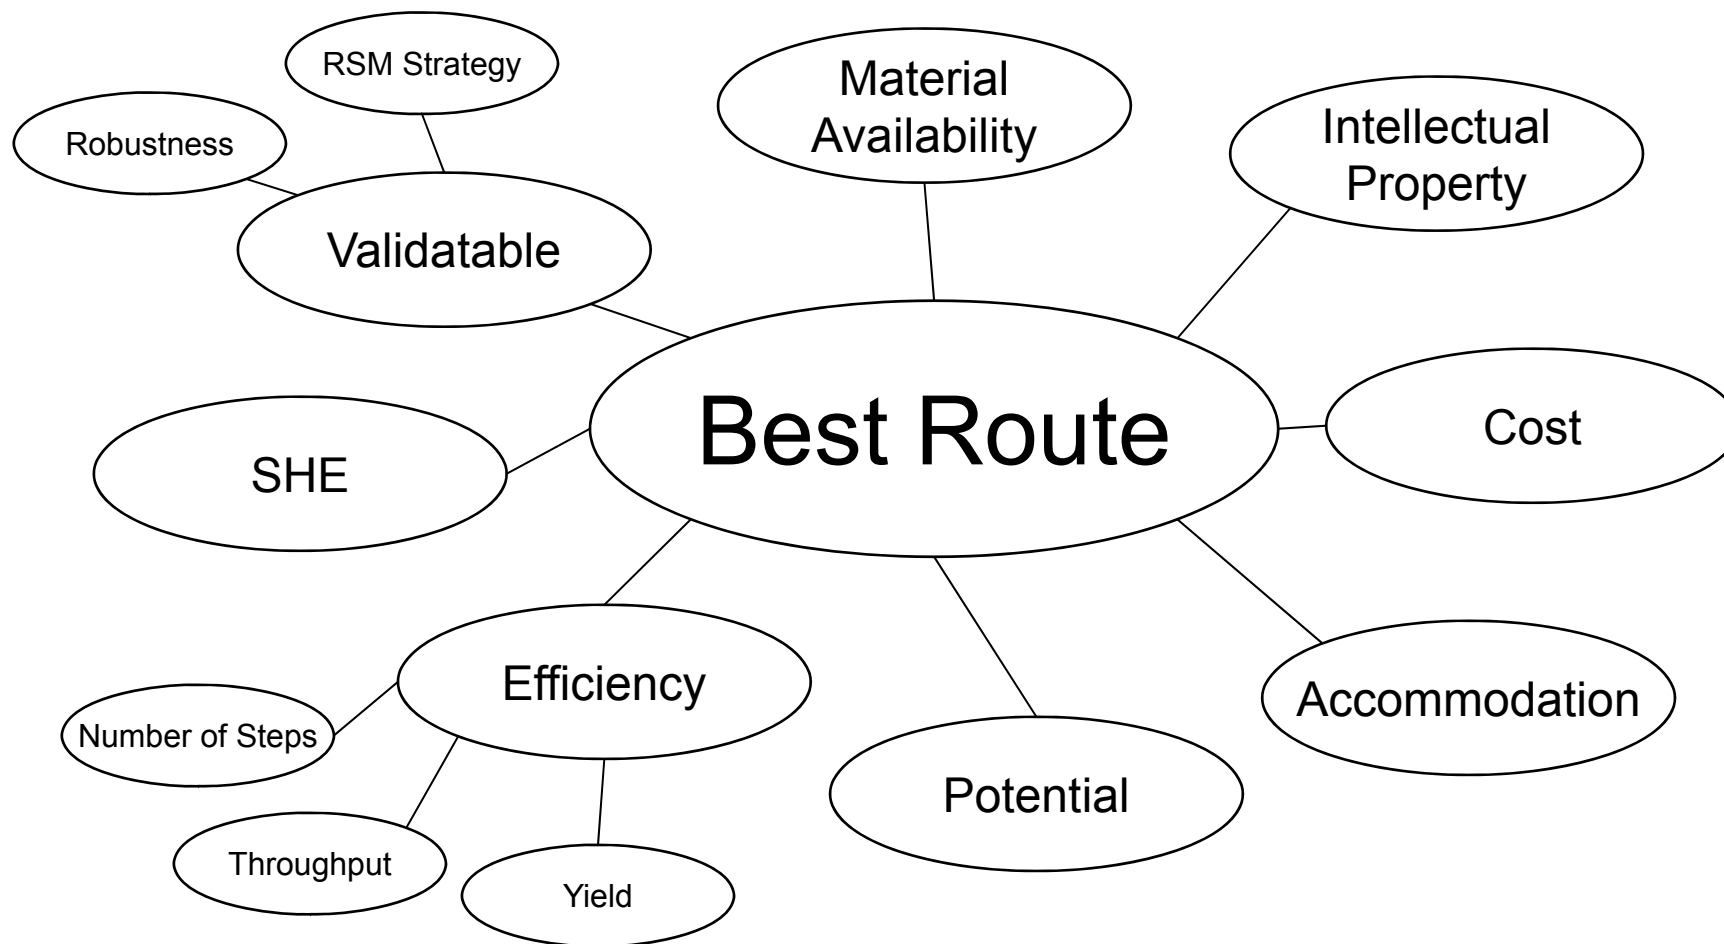 RSM Strategy
Robustness
Validatable
Material
Availability
Intellectual
Property
Best Route
Cost
SHE
Efficiency
Accommodation
Potential
Number of Steps
Throughput
Yield